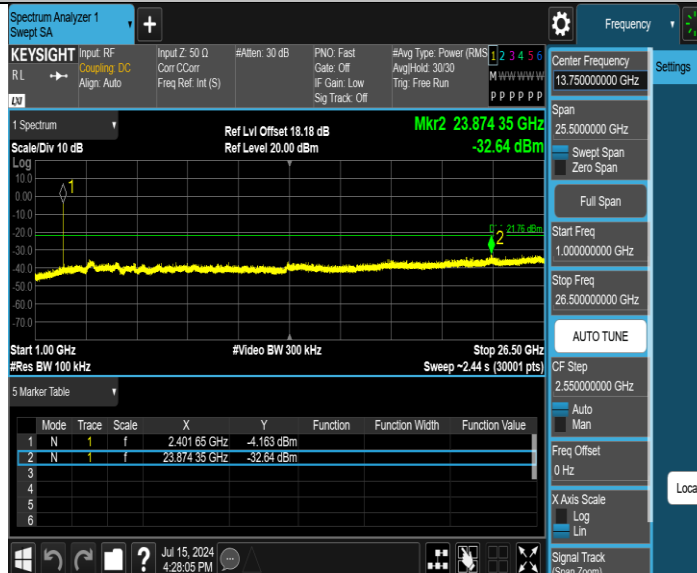 Spectrum Analyzer 1
Swept SA
Frequency
KEYSIGHT
RL
LXI
Input: RF
Coupling: DC
Align: Auto
Input Z: 50 Ω
Corr CCorr
Freq Ref: Int (S)
#Atten: 30 dB
PNO: Fast
Gate: Off
IF Gain: Low
Sig Track: Off
#Avg Type: Power (RMS
Avg|Hold: 30/30
Trig: Free Run
1 2 3 4 5 6
M W W W W W
P P P P P P
1 Spectrum
Scale/Div 10 dB
Ref Lvl Offset 18.18 dB
Ref Level 20.00 dBm
Mkr2 23.874 35 GHz
-32.64 dBm
Log
10.0
0.00
-10.0
-20.0
-30.0
-40.0
-50.0
-60.0
-70.0
1
21.76 dBm
2
Start 1.00 GHz
#Res BW 100 kHz
#Video BW 300 kHz
Stop 26.50 GHz
Sweep ~2.44 s (30001 pts)
5 Marker Table
Mode Trace Scale X Y Function Function Width Function Value
1 N 1 f 2.401 65 GHz -4.163 dBm
2 N 1 f 23.874 35 GHz -32.64 dBm
3
4
5
6
Jul 15, 2024
4:28:05 PM
Center Frequency
13.750000000 GHz
Settings
Span
25.5000000 GHz
Swept Span
Zero Span
Full Span
Start Freq
1.000000000 GHz
Stop Freq
26.500000000 GHz
AUTO TUNE
CF Step
2.550000000 GHz
Auto
Man
Freq Offset
0 Hz
X Axis Scale
Log
Lin
Loca
Signal Track
(Span Zoom)